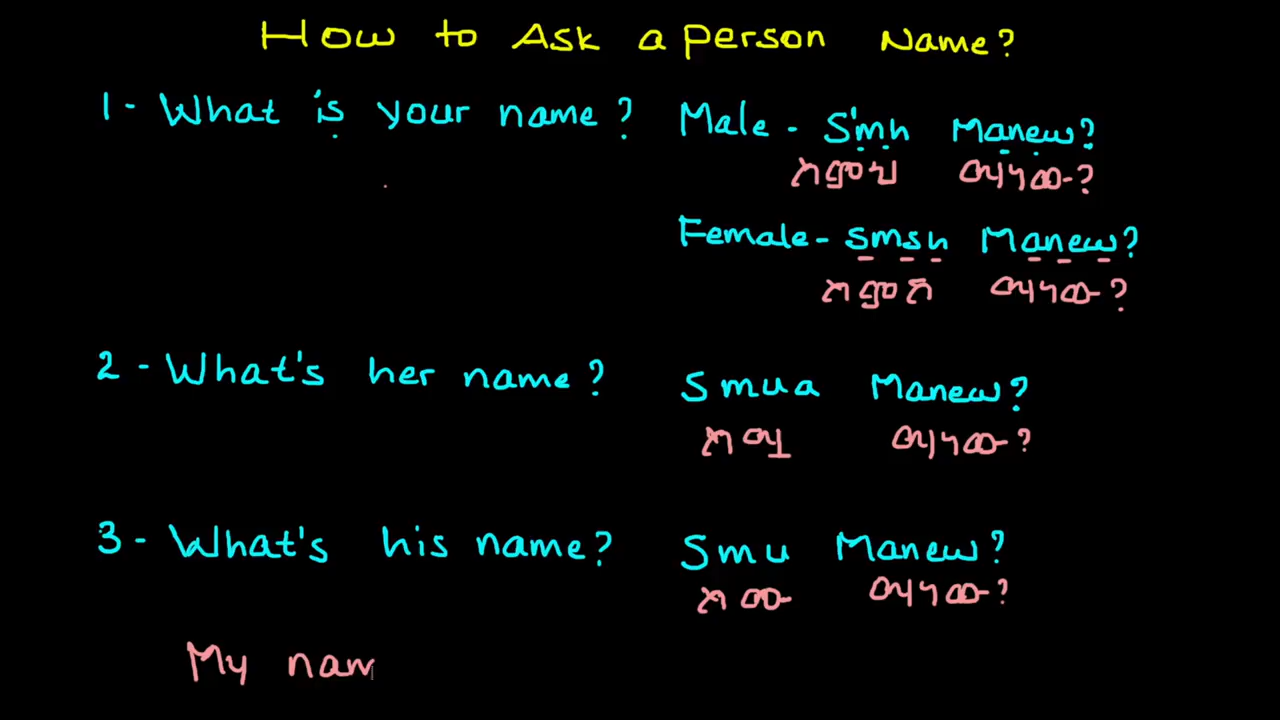 How to Ask a person Name?
1- What is your name? Male - S'mh Manew?
ስምህ ማነው?
Female - smsh Manew?
ስምሽ ማነው?
2 - What's her name? Smua Manew?
ስሟ ማነው?
3 - What's his name? Smu Manew?
ስሙ ማነው?
My nam